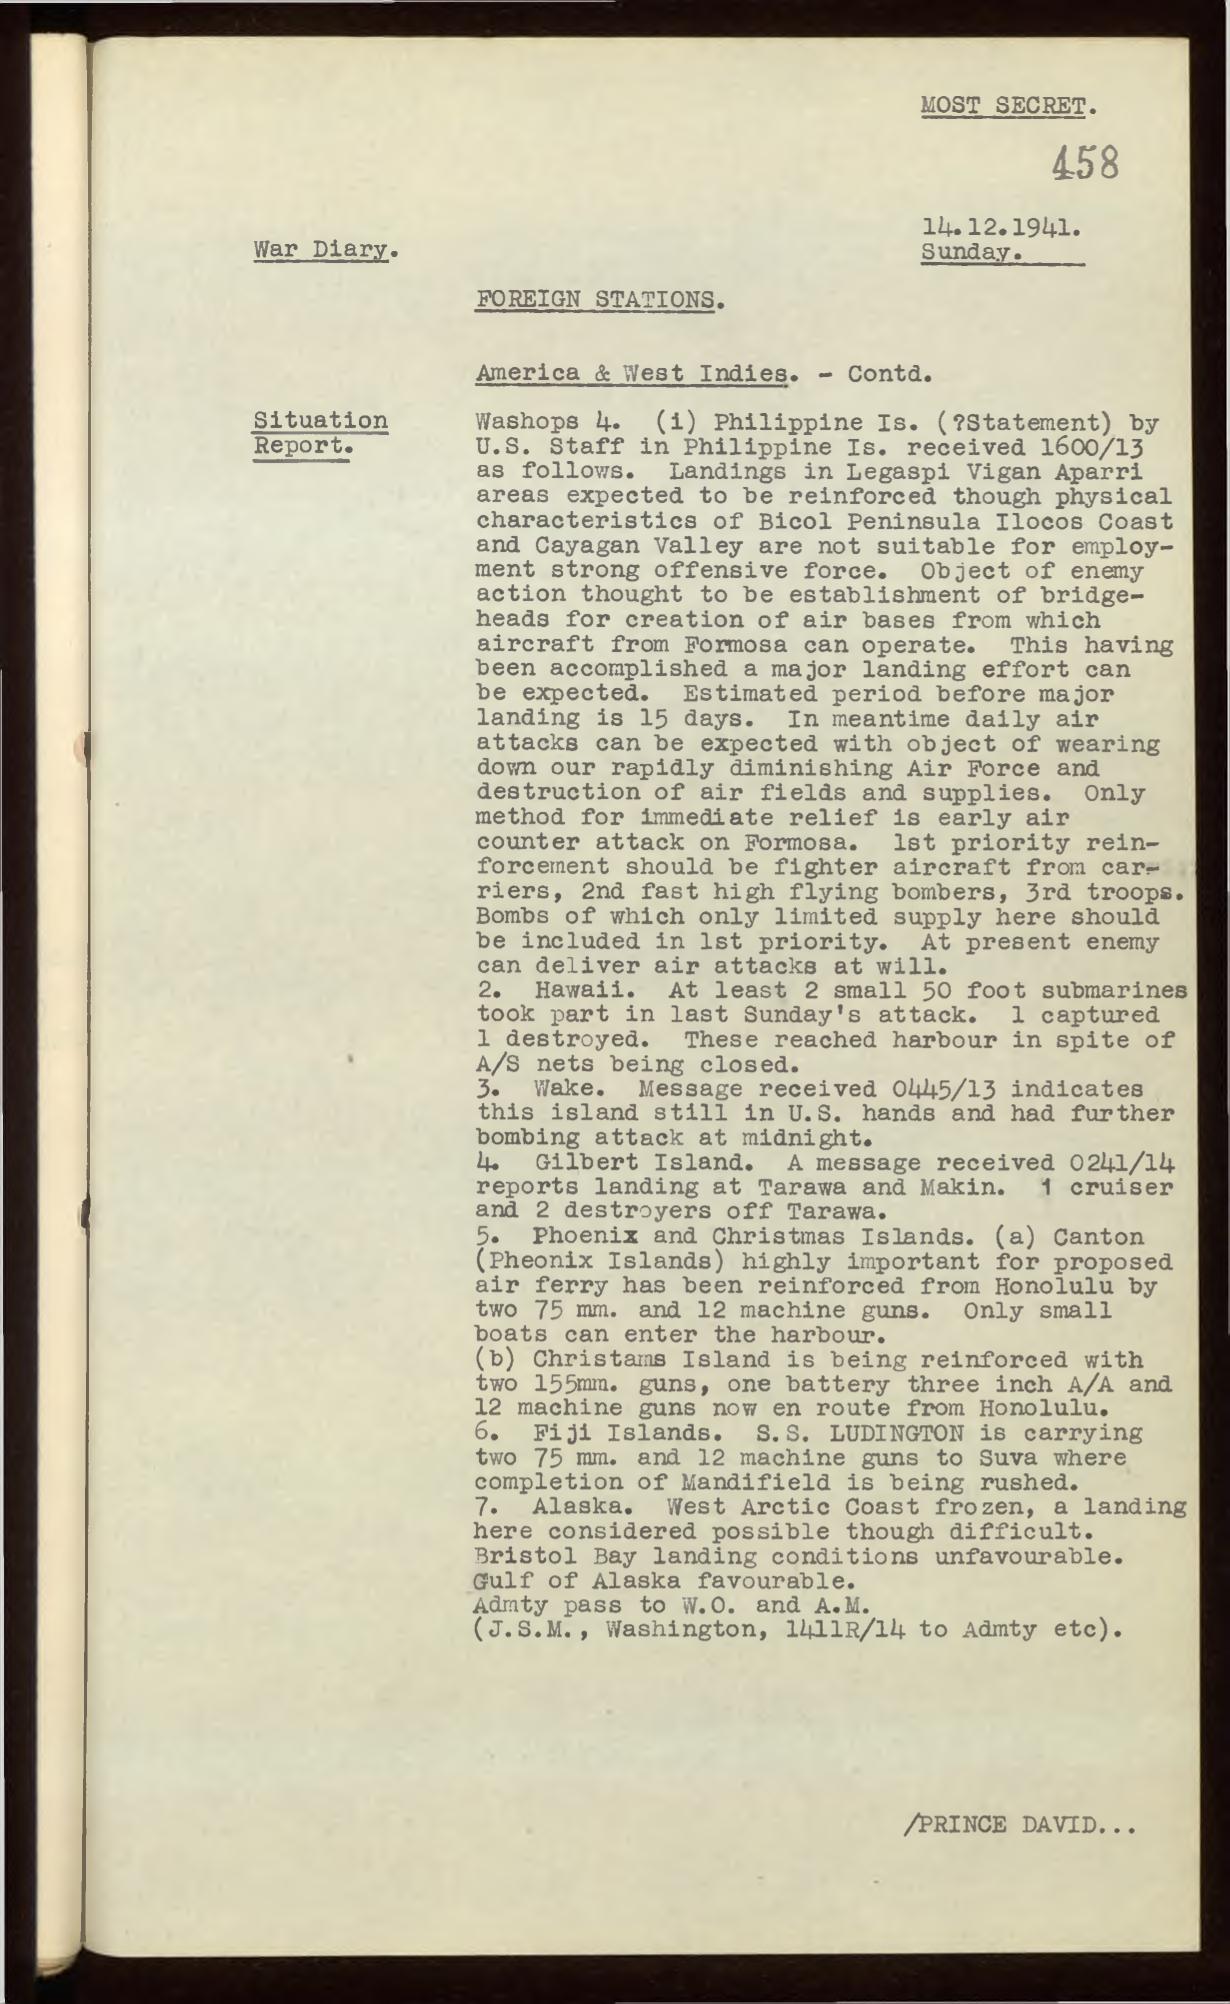 MOST SECRET.
458
14.12.1941.
War Diary.
Sunday.
FOREIGN STATIONS.
America & West Indies. - Contd.
Situation
Report.
Washops 4. (i) Philippine Is. (?Statement) by
U.S. Staff in Philippine Is. received 1600/13
as follows. Landings in Legaspi Vigan Aparri
areas expected to be reinforced though physical
characteristics of Bicol Peninsula Ilocos Coast
and Cayagan Valley are not suitable for employ-
ment strong offensive force. Object of enemy
action thought to be establishment of bridge-
heads for creation of air bases from which
aircraft from Formosa can operate. This having
been accomplished a major landing effort can
be expected. Estimated period before major
landing is 15 days. In meantime daily air
attacks can be expected with object of wearing
down our rapidly diminishing Air Force and
destruction of air fields and supplies. Only
method for immediate relief is early air
counter attack on Formosa. 1st priority rein-
forcement should be fighter aircraft from car-
riers, 2nd fast high flying bombers, 3rd troops.
Bombs of which only limited supply here should
be included in 1st priority. At present enemy
can deliver air attacks at will.
2. Hawaii. At least 2 small 50 foot submarines
took part in last Sunday's attack. 1 captured
1 destroyed. These reached harbour in spite of
A/S nets being closed.
3. Wake. Message received 0445/13 indicates
this island still in U.S. hands and had further
bombing attack at midnight.
4. Gilbert Island. A message received 0241/14
reports landing at Tarawa and Makin. 1 cruiser
and 2 destroyers off Tarawa.
5. Phoenix and Christmas Islands. (a) Canton
(Pheonix Islands) highly important for proposed
air ferry has been reinforced from Honolulu by
two 75 mm. and 12 machine guns. Only small
boats can enter the harbour.
(b) Christams Island is being reinforced with
two 155mm. guns, one battery three inch A/A and
12 machine guns now en route from Honolulu.
6. Fiji Islands. S.S. LUDINGTON is carrying
two 75 mm. and 12 machine guns to Suva where
completion of Mandifield is being rushed.
7. Alaska. West Arctic Coast frozen, a landing
here considered possible though difficult.
Bristol Bay landing conditions unfavourable.
Gulf of Alaska favourable.
Admty pass to W.O. and A.M.
(J.S.M., Washington, 1411R/14 to Admty etc).
/PRINCE DAVID...